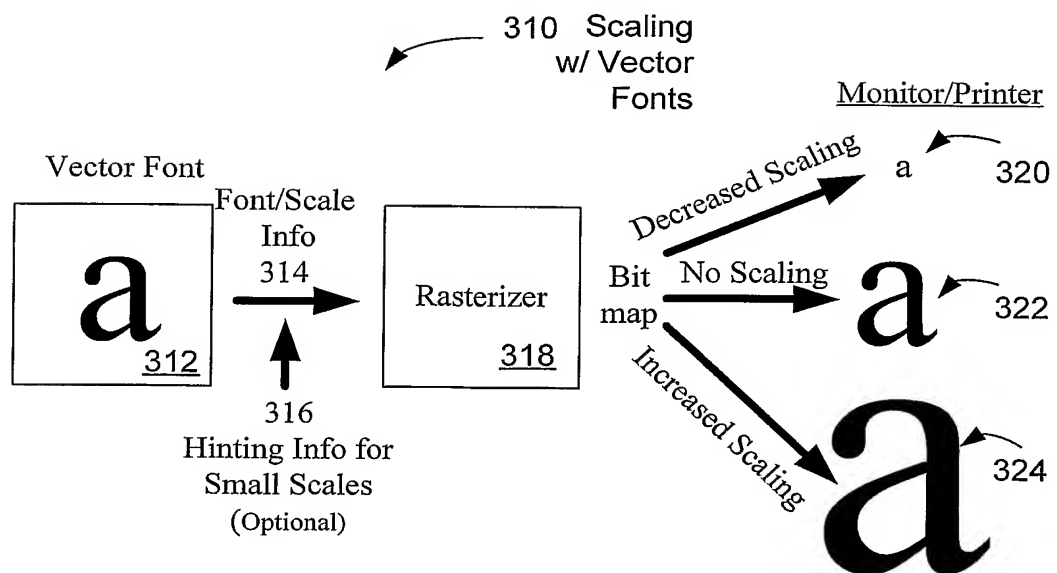 310 Scaling
w/ Vector
Fonts
Monitor/Printer
Vector Font
Font/Scale
Info
314
a
312
Rasterizer
318
316
Hinting Info for
Small Scales
(Optional)
Bit
map
Decreased Scaling
No Scaling
Increased Scaling
a
320
a
322
a
324